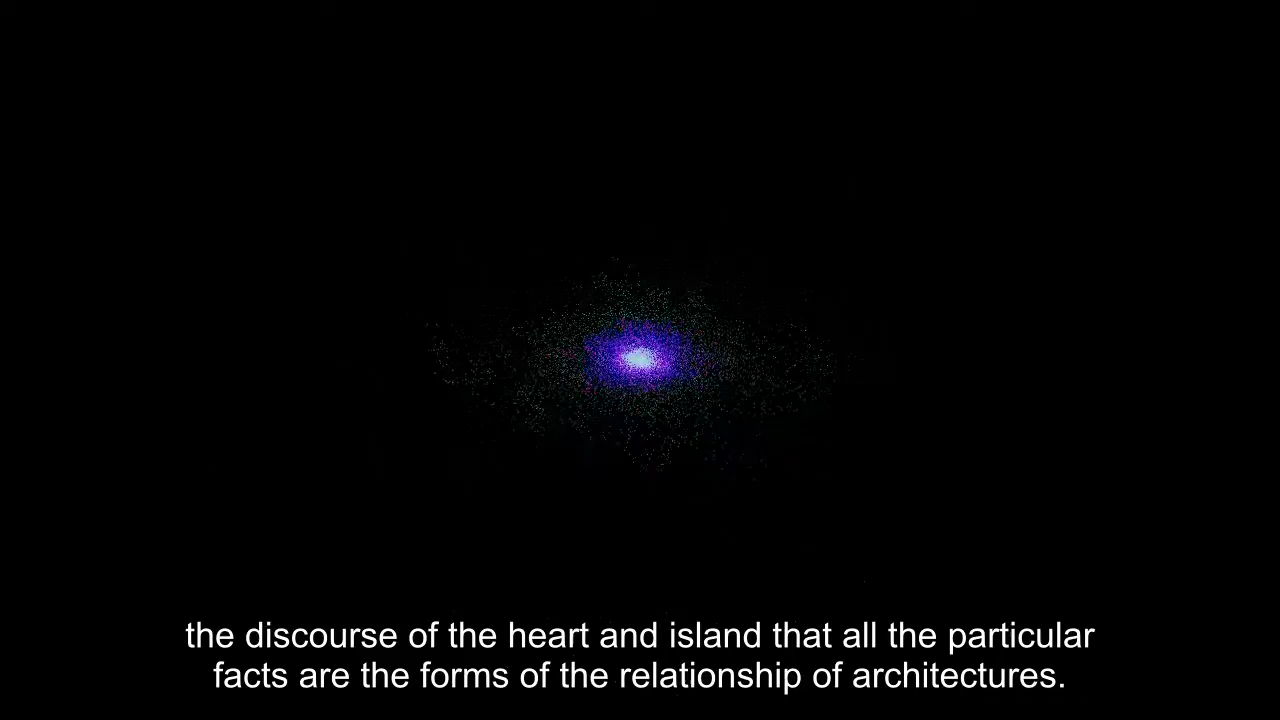 the discourse of the heart and island that all the particular
facts are the forms of the relationship of architectures.